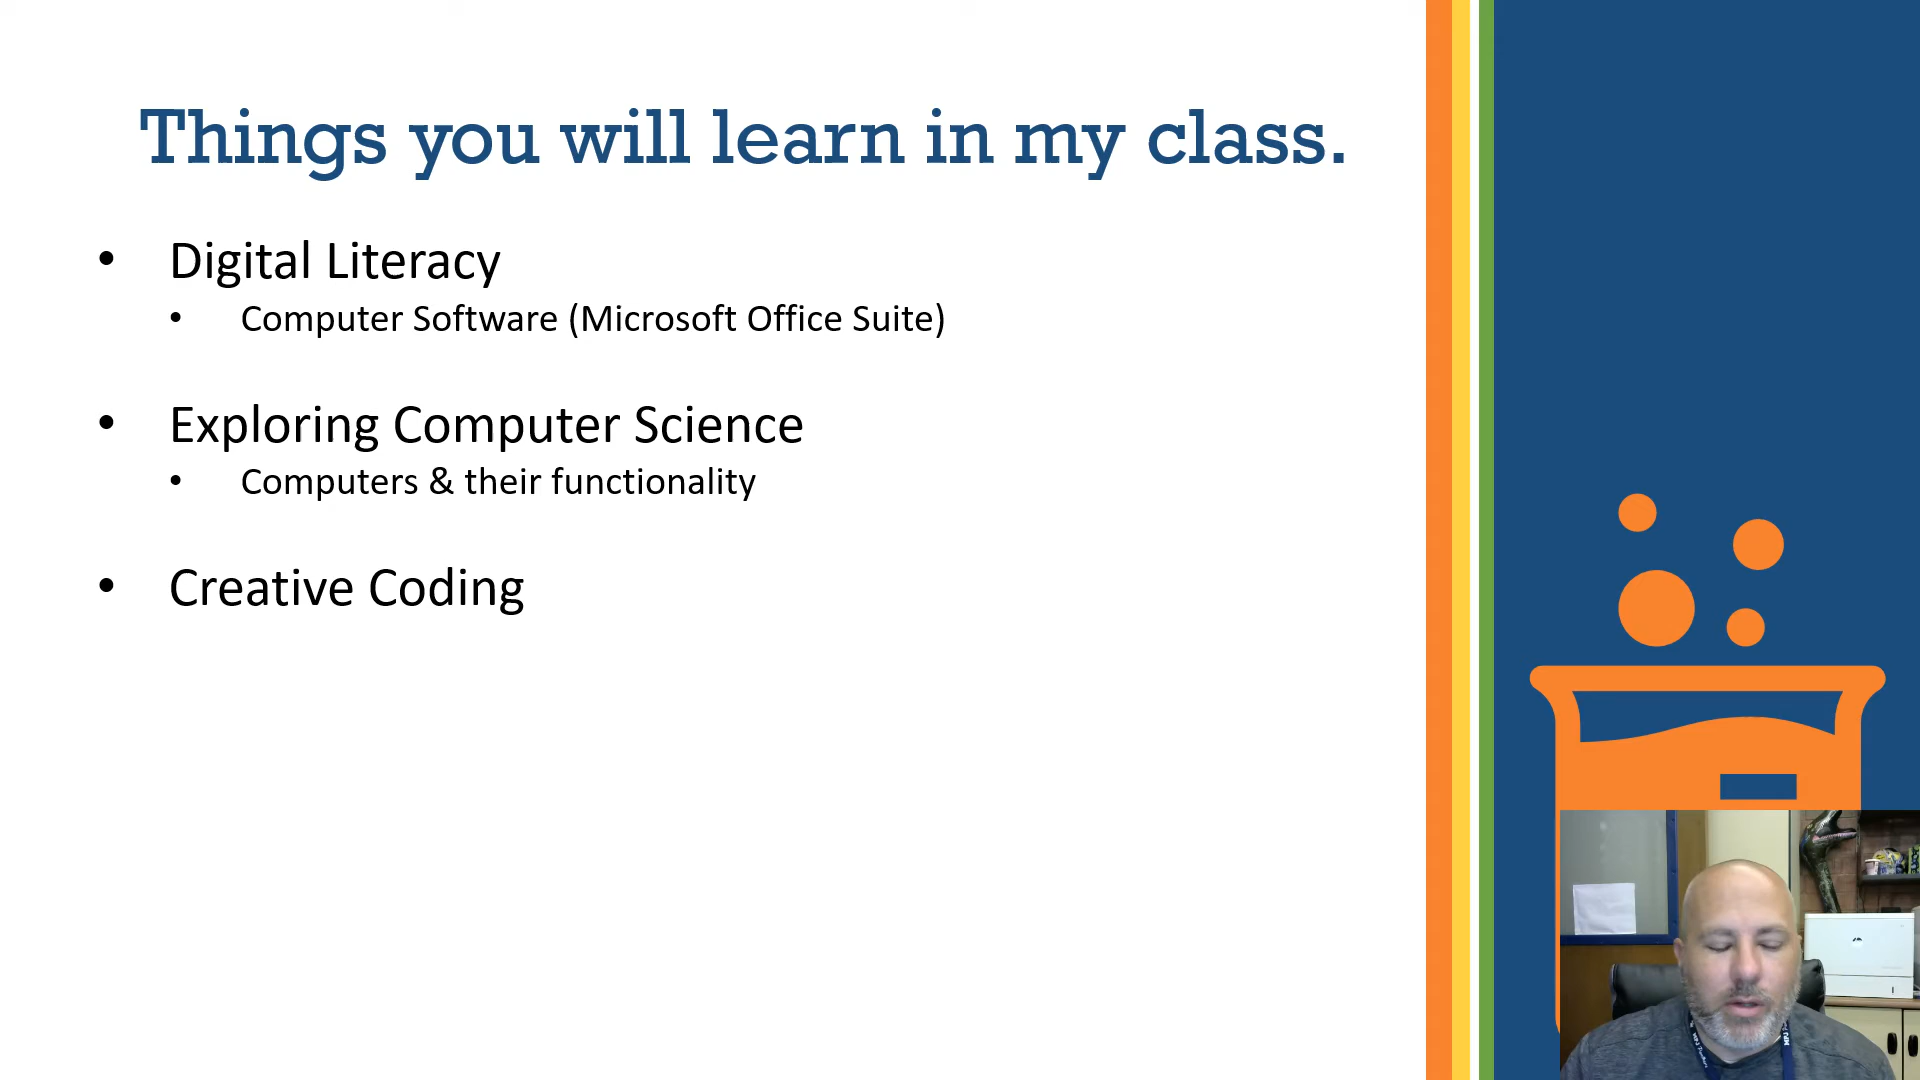 Things you will learn in my class.
• Digital Literacy
• Computer Software (Microsoft Office Suite)
• Exploring Computer Science
• Computers & their functionality
• Creative Coding